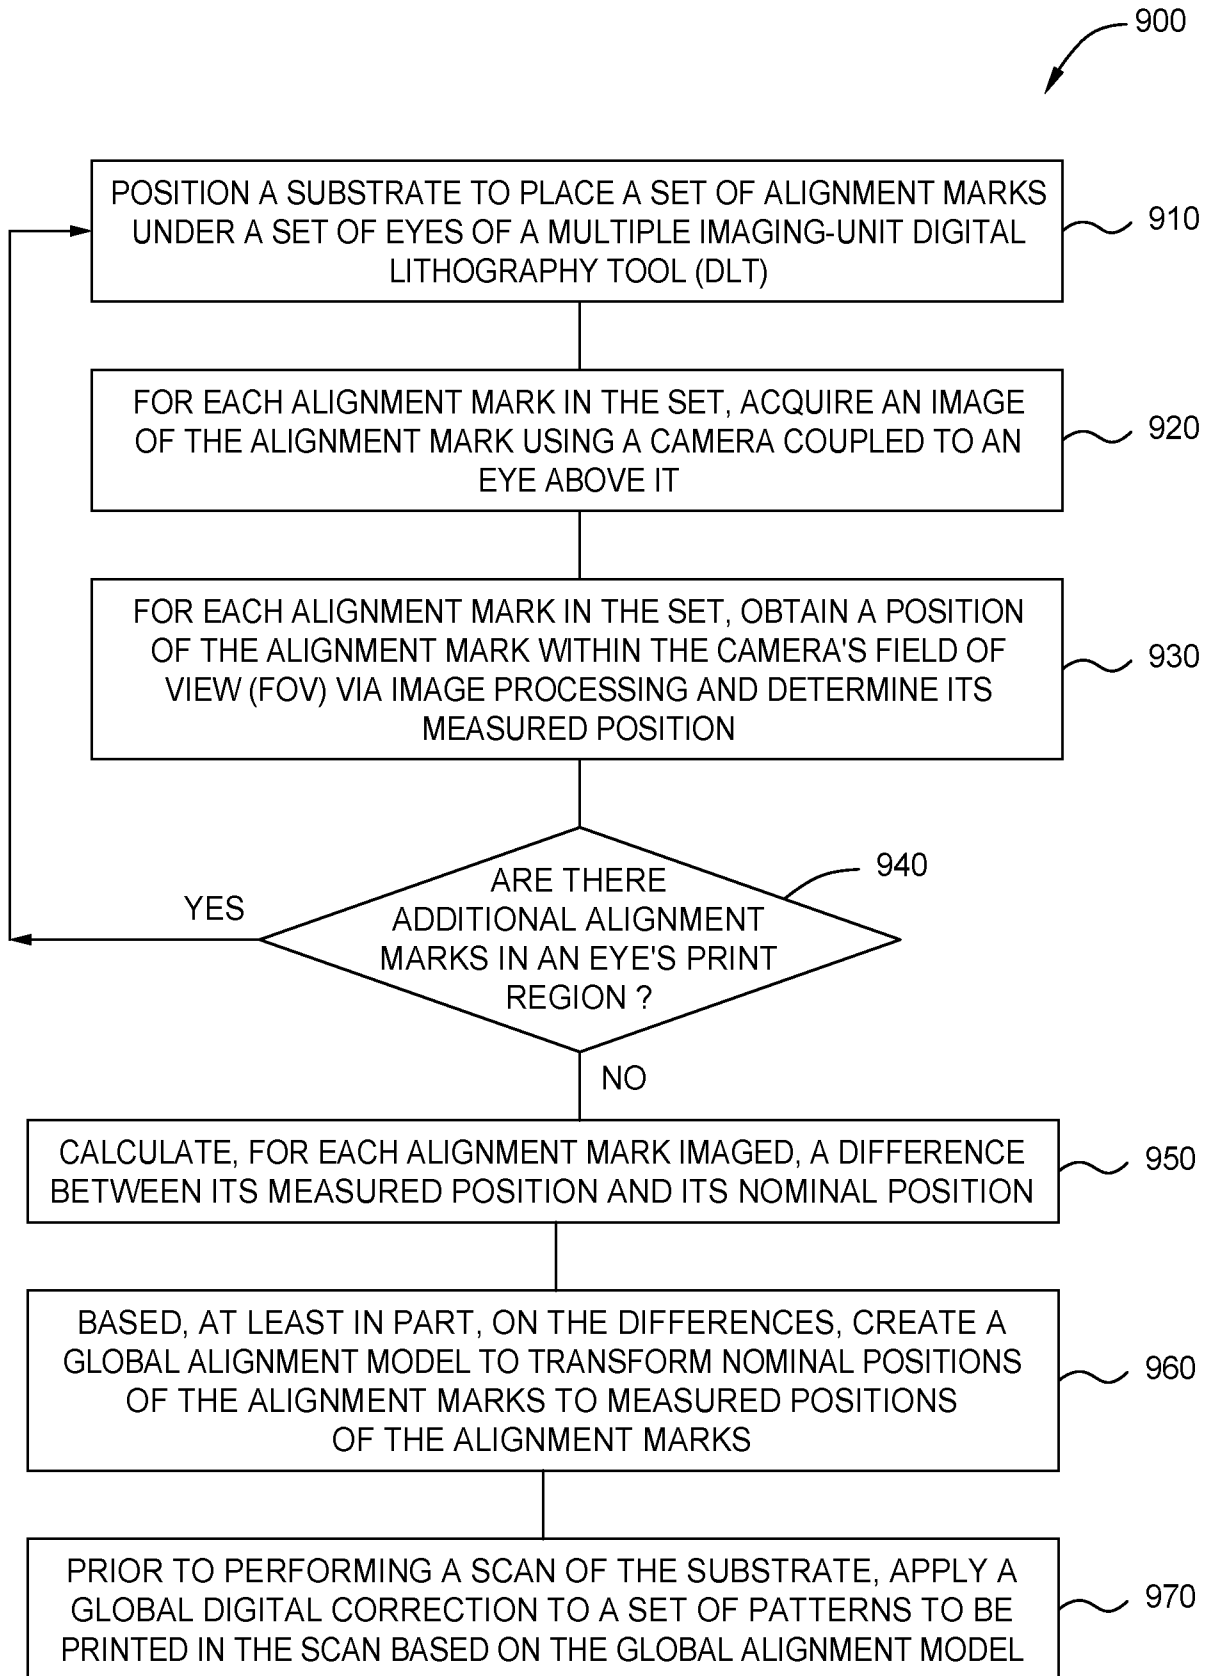 900
POSITION A SUBSTRATE TO PLACE A SET OF ALIGNMENT MARKS
UNDER A SET OF EYES OF A MULTIPLE IMAGING-UNIT DIGITAL
LITHOGRAPHY TOOL (DLT)
910
FOR EACH ALIGNMENT MARK IN THE SET, ACQUIRE AN IMAGE
OF THE ALIGNMENT MARK USING A CAMERA COUPLED TO AN
EYE ABOVE IT
920
FOR EACH ALIGNMENT MARK IN THE SET, OBTAIN A POSITION
OF THE ALIGNMENT MARK WITHIN THE CAMERA'S FIELD OF
VIEW (FOV) VIA IMAGE PROCESSING AND DETERMINE ITS
MEASURED POSITION
930
ARE THERE
ADDITIONAL ALIGNMENT
MARKS IN AN EYE'S PRINT
REGION ?
940
YES
NO
CALCULATE, FOR EACH ALIGNMENT MARK IMAGED, A DIFFERENCE
BETWEEN ITS MEASURED POSITION AND ITS NOMINAL POSITION
950
BASED, AT LEAST IN PART, ON THE DIFFERENCES, CREATE A
GLOBAL ALIGNMENT MODEL TO TRANSFORM NOMINAL POSITIONS
OF THE ALIGNMENT MARKS TO MEASURED POSITIONS
OF THE ALIGNMENT MARKS
960
PRIOR TO PERFORMING A SCAN OF THE SUBSTRATE, APPLY A
GLOBAL DIGITAL CORRECTION TO A SET OF PATTERNS TO BE
PRINTED IN THE SCAN BASED ON THE GLOBAL ALIGNMENT MODEL
970